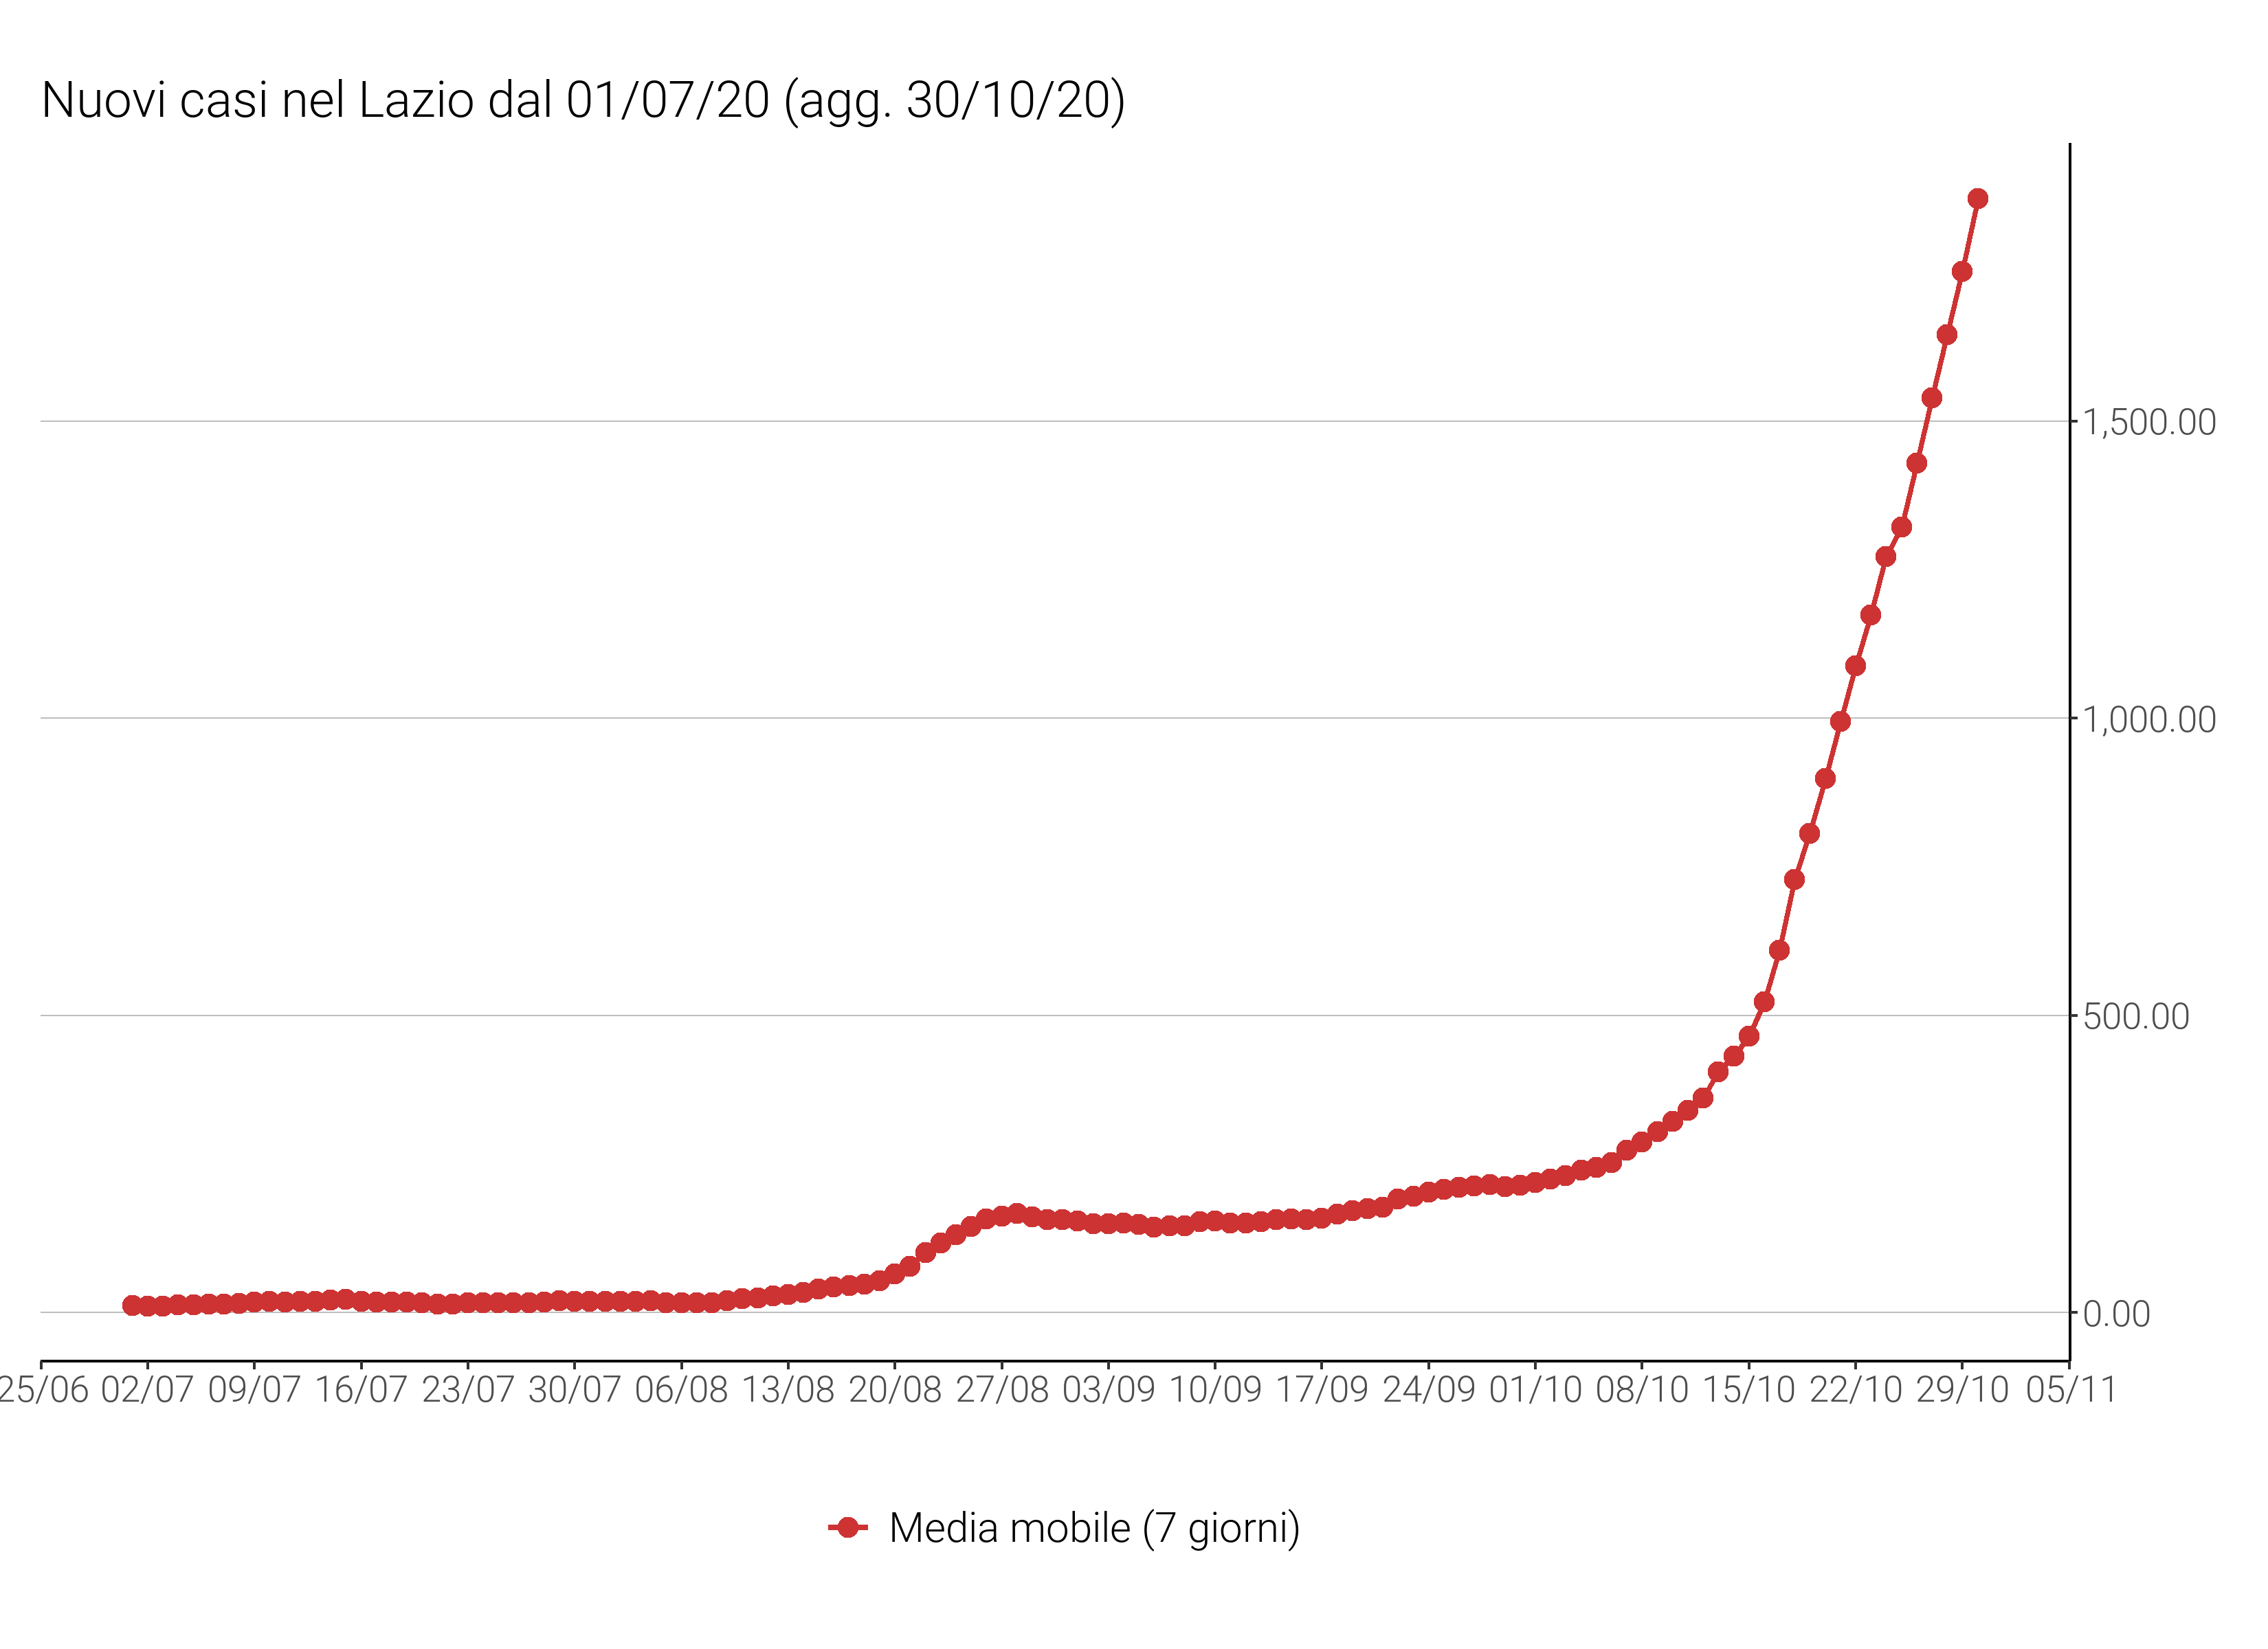 Nuovi casi nel Lazio dal 01/07/20 (agg. 30/10/20)
1,500.00
1,000.00
500.00
0.00
25/06 02/07 09/07 16/07 23/07 30/07 06/08 13/08 20/08 27/08 03/09 10/09 17/09 24/09 01/10 08/10 15/10 22/10 29/10 05/11
Media mobile (7 giorni)